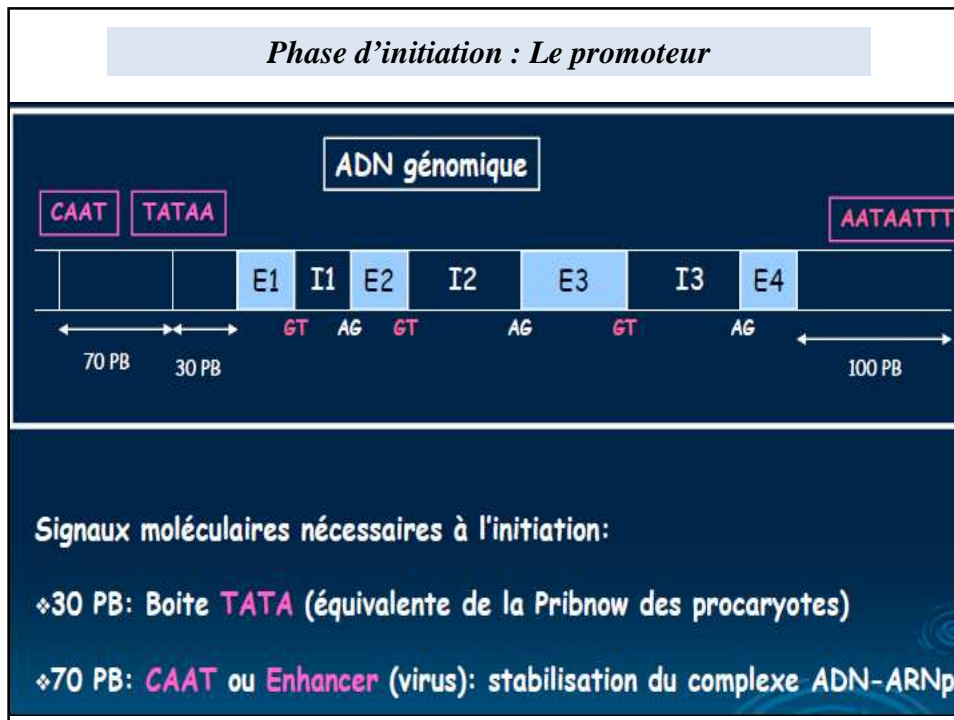 Phase d'initiation : Le promoteur
ADN génomique
CAAT TATAA AATAATTT
E1 I1 E2 I2 E3 I3 E4
GT AG GT AG GT AG
70 PB 30 PB 100 PB
Signaux moléculaires nécessaires à l'initiation:
❖30 PB: Boite TATA (équivalente de la Pribnow des procaryotes)
❖70 PB: CAAT ou Enhancer (virus): stabilisation du complexe ADN-ARNp